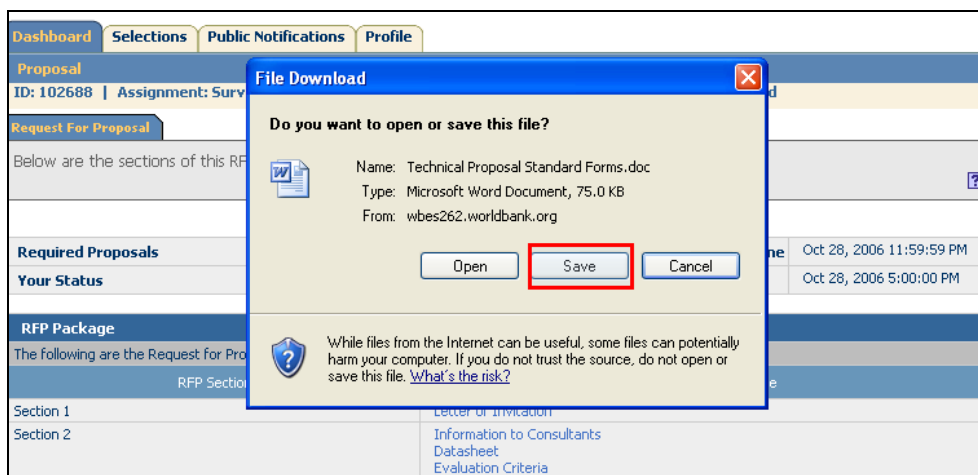 Dashboard Selections Public Notifications Profile
Proposal
ID: 102688 | Assignment: Surv
d
Request For Proposal
Below are the sections of this RF
?
File Download
Do you want to open or save this file?
Name: Technical Proposal Standard Forms.doc
Type: Microsoft Word Document, 75.0 KB
From: wbes262.worldbank.org
Open Save Cancel
While files from the Internet can be useful, some files can potentially
harm your computer. If you do not trust the source, do not open or
save this file. What's the risk?
Required Proposals ne Oct 28, 2006 11:59:59 PM
Your Status Oct 28, 2006 5:00:00 PM
RFP Package
The following are the Request for Pro
RFP Section e
Section 1 Letter of Invitation
Section 2 Information to Consultants
Datasheet
Evaluation Criteria